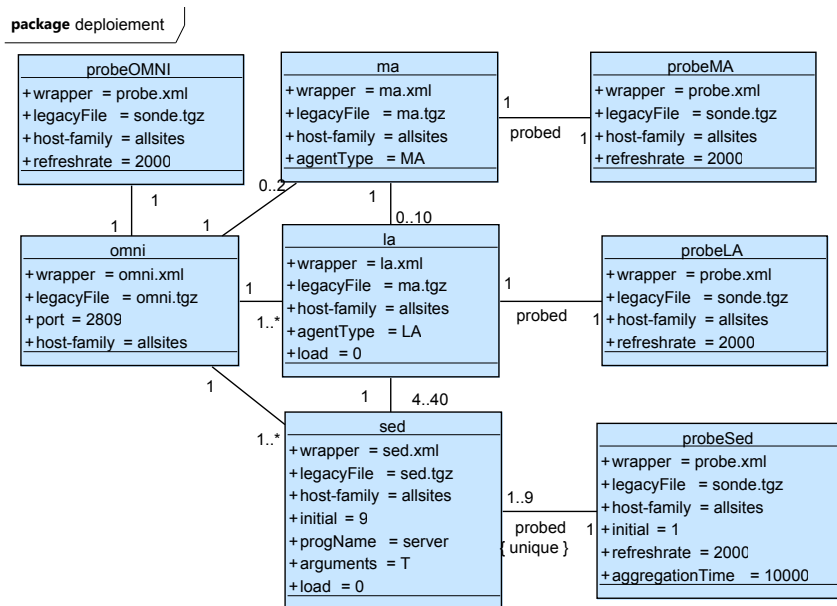 package deploiement
probeOMNI
+wrapper = probe.xml
+legacyFile = sonde.tgz
+host-family = allsites
+refreshrate = 2000
ma
+wrapper = ma.xml
+legacyFile = ma.tgz
+host-family = allsites
+agentType = MA
probeMA
+wrapper = probe.xml
+legacyFile = sonde.tgz
+host-family = allsites
+refreshrate = 2000
1
probed
1
1
1
0..2
1
1
0..10
omni
+wrapper = omni.xml
+legacyFile = omni.tgz
+port = 2809
+host-family = allsites
1
1..*
la
+wrapper = la.xml
+legacyFile = ma.tgz
+host-family = allsites
+agentType = LA
+load = 0
1
probed
1
probeLA
+wrapper = probe.xml
+legacyFile = sonde.tgz
+host-family = allsites
+refreshrate = 2000
1
1..*
1
4..40
sed
+wrapper = sed.xml
+legacyFile = sed.tgz
+host-family = allsites
+initial = 9
+progName = server
+arguments = T
+load = 0
1..9
probed
{ unique }
1
probeSed
+wrapper = probe.xml
+legacyFile = sonde.tgz
+host-family = allsites
+initial = 1
+refreshrate = 2000
+aggregationTime = 10000